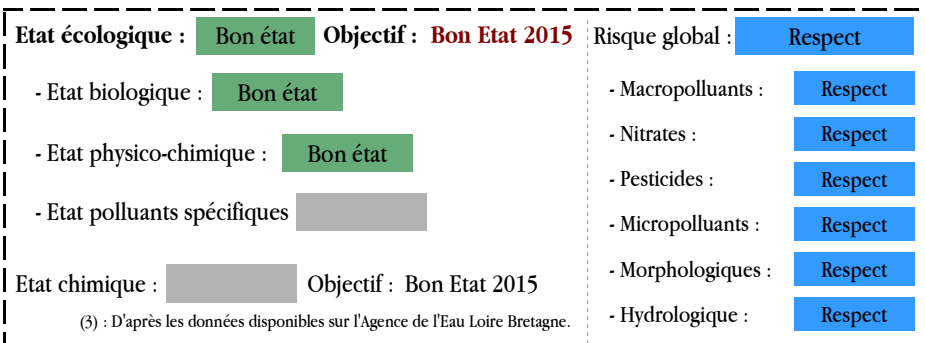 Etat écologique : Bon état Objectif : Bon Etat 2015
- Etat biologique : Bon état
- Etat physico-chimique : Bon état
- Etat polluants spécifiques
Etat chimique : Objectif : Bon Etat 2015
(3) : D'après les données disponibles sur l'Agence de l'Eau Loire Bretagne.
Risque global : Respect
- Macropolluants : Respect
- Nitrates : Respect
- Pesticides : Respect
- Micropolluants : Respect
- Morphologiques : Respect
- Hydrologique : Respect